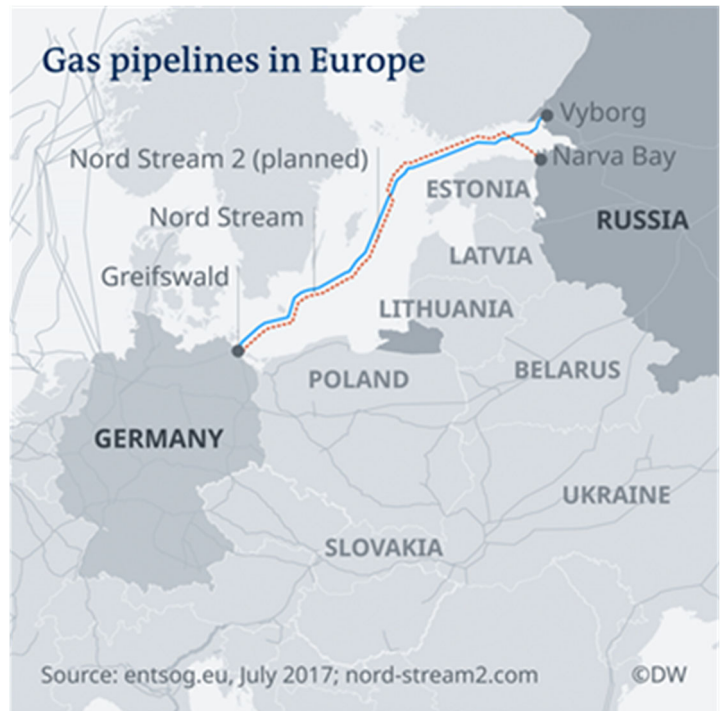 Gas pipelines in Europe
Vyborg
Nord Stream 2 (planned)
Narva Bay
ESTONIA
Nord Stream
RUSSIA
LATVIA
Greifswald
LITHUANIA
POLAND
BELARUS
GERMANY
UKRAINE
SLOVAKIA
Source: entsog.eu, July 2017; nord-stream2.com
©DW